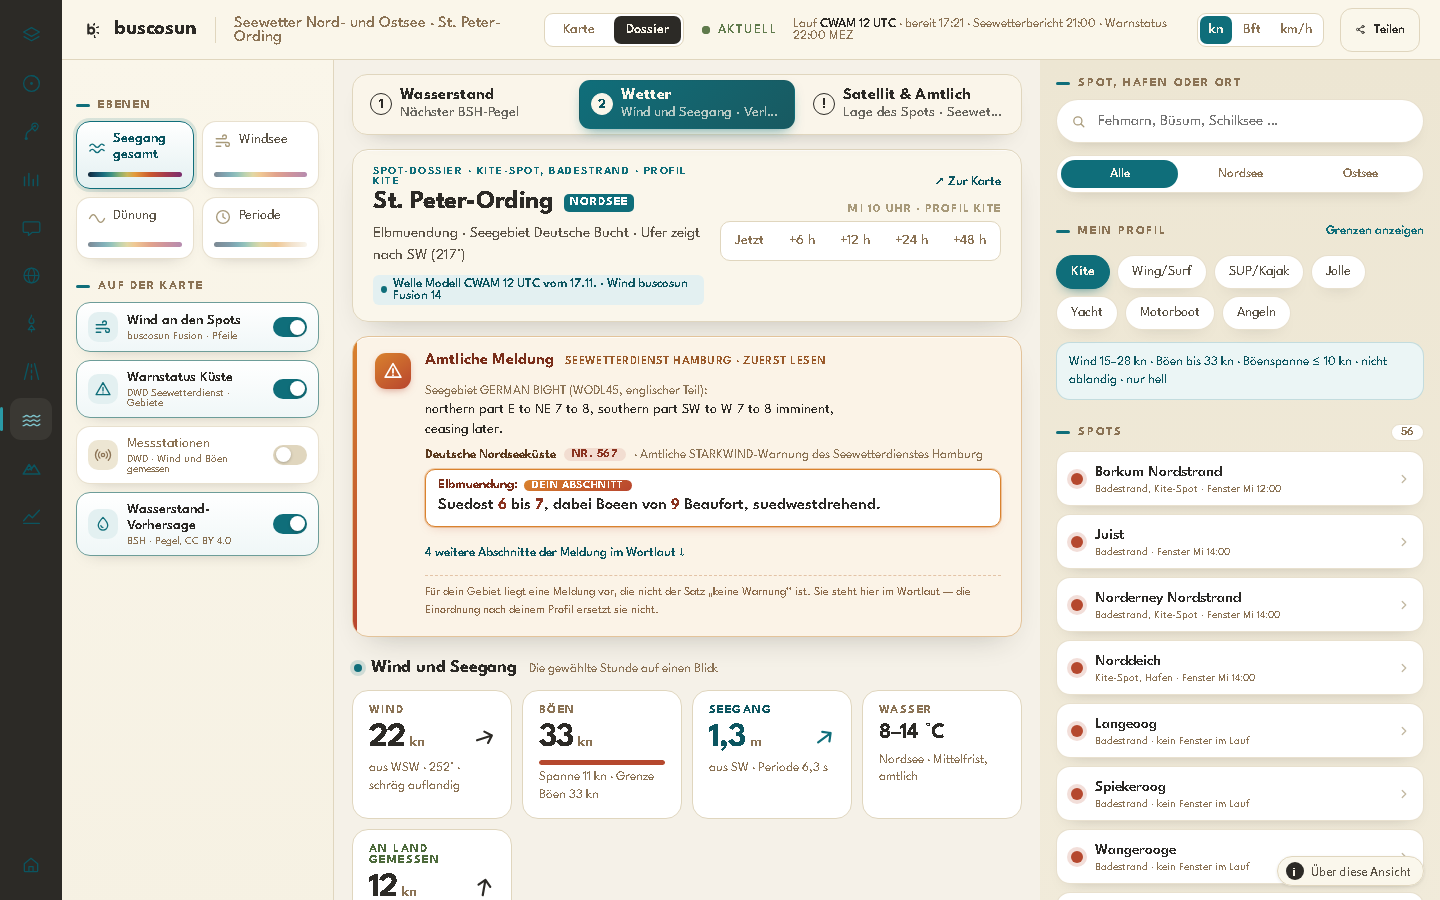 buscosun
Seewetter Nord- und Ostsee · St. Peter-
Ording
Karte
Dossier
AKTUELL
Lauf CWAM 12 UTC · bereit 17:21 · Seewetterbericht 21:00 · Warnstatus
22:00 MEZ
kn
Bft
km/h
Teilen
EBENEN
Seegang
gesamt
Windsee
Dünung
Periode
AUF DER KARTE
Wind an den Spots
buscosun Fusion · Pfeile
Warnstatus Küste
DWD Seewetterdienst ·
Gebiete
Messstationen
DWD · Wind und Böen
gemessen
Wasserstand-
Vorhersage
BSH · Pegel, CC BY 4.0
1
Wasserstand
Nächster BSH-Pegel
2
Wetter
Wind und Seegang · Verl...
!
Satellit & Amtlich
Lage des Spots · Seewet...
SPOT-DOSSIER · KITE-SPOT, BADESTRAND · PROFIL
KITE
St. Peter-Ording
NORDSEE
Elbmuendung · Seegebiet Deutsche Bucht · Ufer zeigt
nach SW (217°)
Welle Modell CWAM 12 UTC vom 17.11. · Wind buscosun
Fusion 14
↗ Zur Karte
MI 10 UHR · PROFIL KITE
Jetzt
+6 h
+12 h
+24 h
+48 h
Amtliche Meldung
SEEWETTERDIENST HAMBURG · ZUERST LESEN
Seegebiet GERMAN BIGHT (WODL45, englischer Teil):
northern part E to NE 7 to 8, southern part SW to W 7 to 8 imminent,
ceasing later.
Deutsche Nordseeküste
NR. 567
· Amtliche STARKWIND-Warnung des Seewetterdienstes Hamburg
Elbmuendung:
DEIN ABSCHNITT
Suedost 6 bis 7, dabei Boeen von 9 Beaufort, suedwestdrehend.
4 weitere Abschnitte der Meldung im Wortlaut ↓
Für dein Gebiet liegt eine Meldung vor, die nicht der Satz „keine Warnung“ ist. Sie steht hier im Wortlaut — die
Einordnung nach deinem Profil ersetzt sie nicht.
Wind und Seegang
Die gewählte Stunde auf einen Blick
WIND
22 kn
aus WSW · 252° ·
schräg auflandig
BÖEN
33 kn
Spanne 11 kn · Grenze
Böen 33 kn
SEEGANG
1,3 m
aus SW · Periode 6,3 s
WASSER
8–14 °C
Nordsee · Mittelfrist,
amtlich
AN LAND
GEMESSEN
12 kn
SPOT, HAFEN ODER ORT
Fehmarn, Büsum, Schilksee ...
Alle
Nordsee
Ostsee
MEIN PROFIL
Grenzen anzeigen
Kite
Wing/Surf
SUP/Kajak
Jolle
Yacht
Motorboot
Angeln
Wind 15–28 kn · Böen bis 33 kn · Böenspanne ≤ 10 kn · nicht
ablandig · nur hell
SPOTS
56
Borkum Nordstrand
Badestrand, Kite-Spot · Fenster Mi 12:00
Juist
Badestrand · Fenster Mi 14:00
Norderney Nordstrand
Badestrand, Kite-Spot · Fenster Mi 14:00
Norddeich
Kite-Spot, Hafen · Fenster Mi 14:00
Langeoog
Badestrand · kein Fenster im Lauf
Spiekeroog
Badestrand · kein Fenster im Lauf
Wangerooge
Badestrand · kein Fenster im Lauf
i
Über diese Ansicht